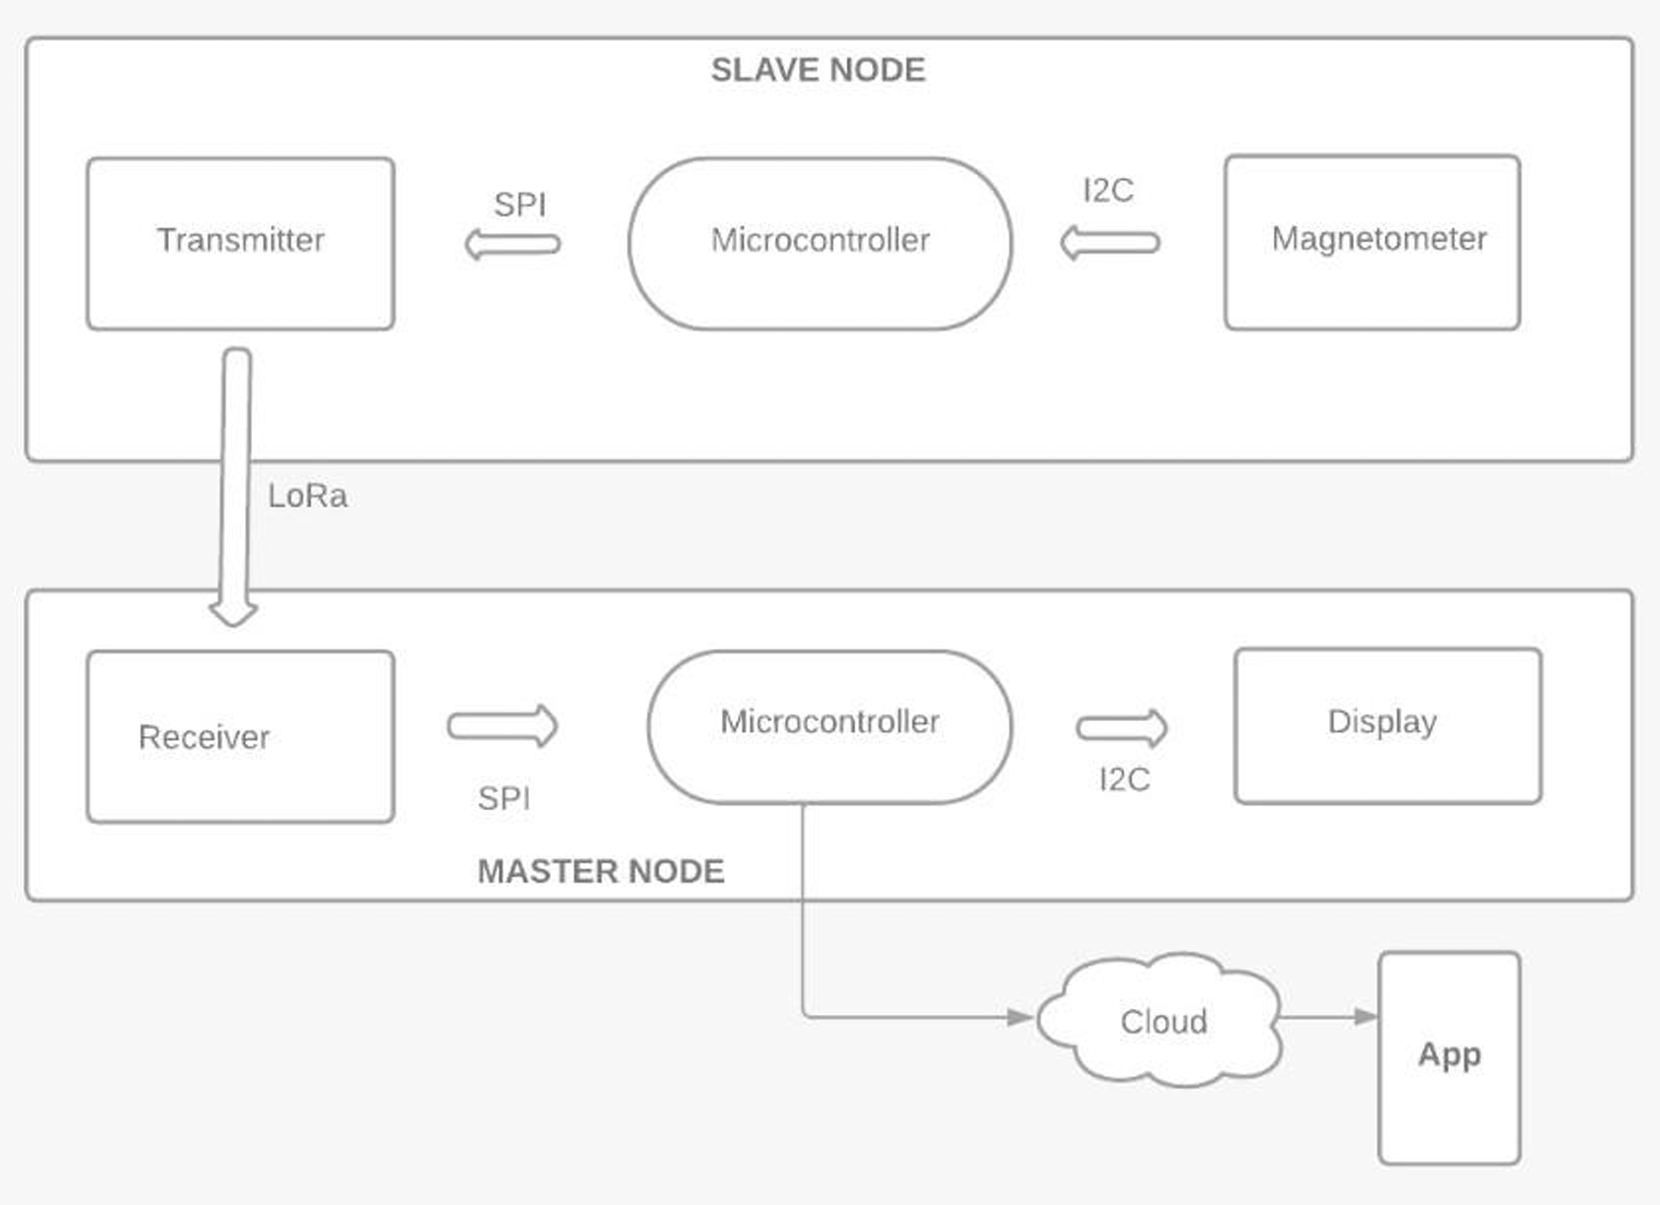 SLAVE NODE
Transmitter
SPI
Microcontroller
I2C
Magnetometer
LoRa
Receiver
SPI
Microcontroller
I2C
Display
MASTER NODE
Cloud
App